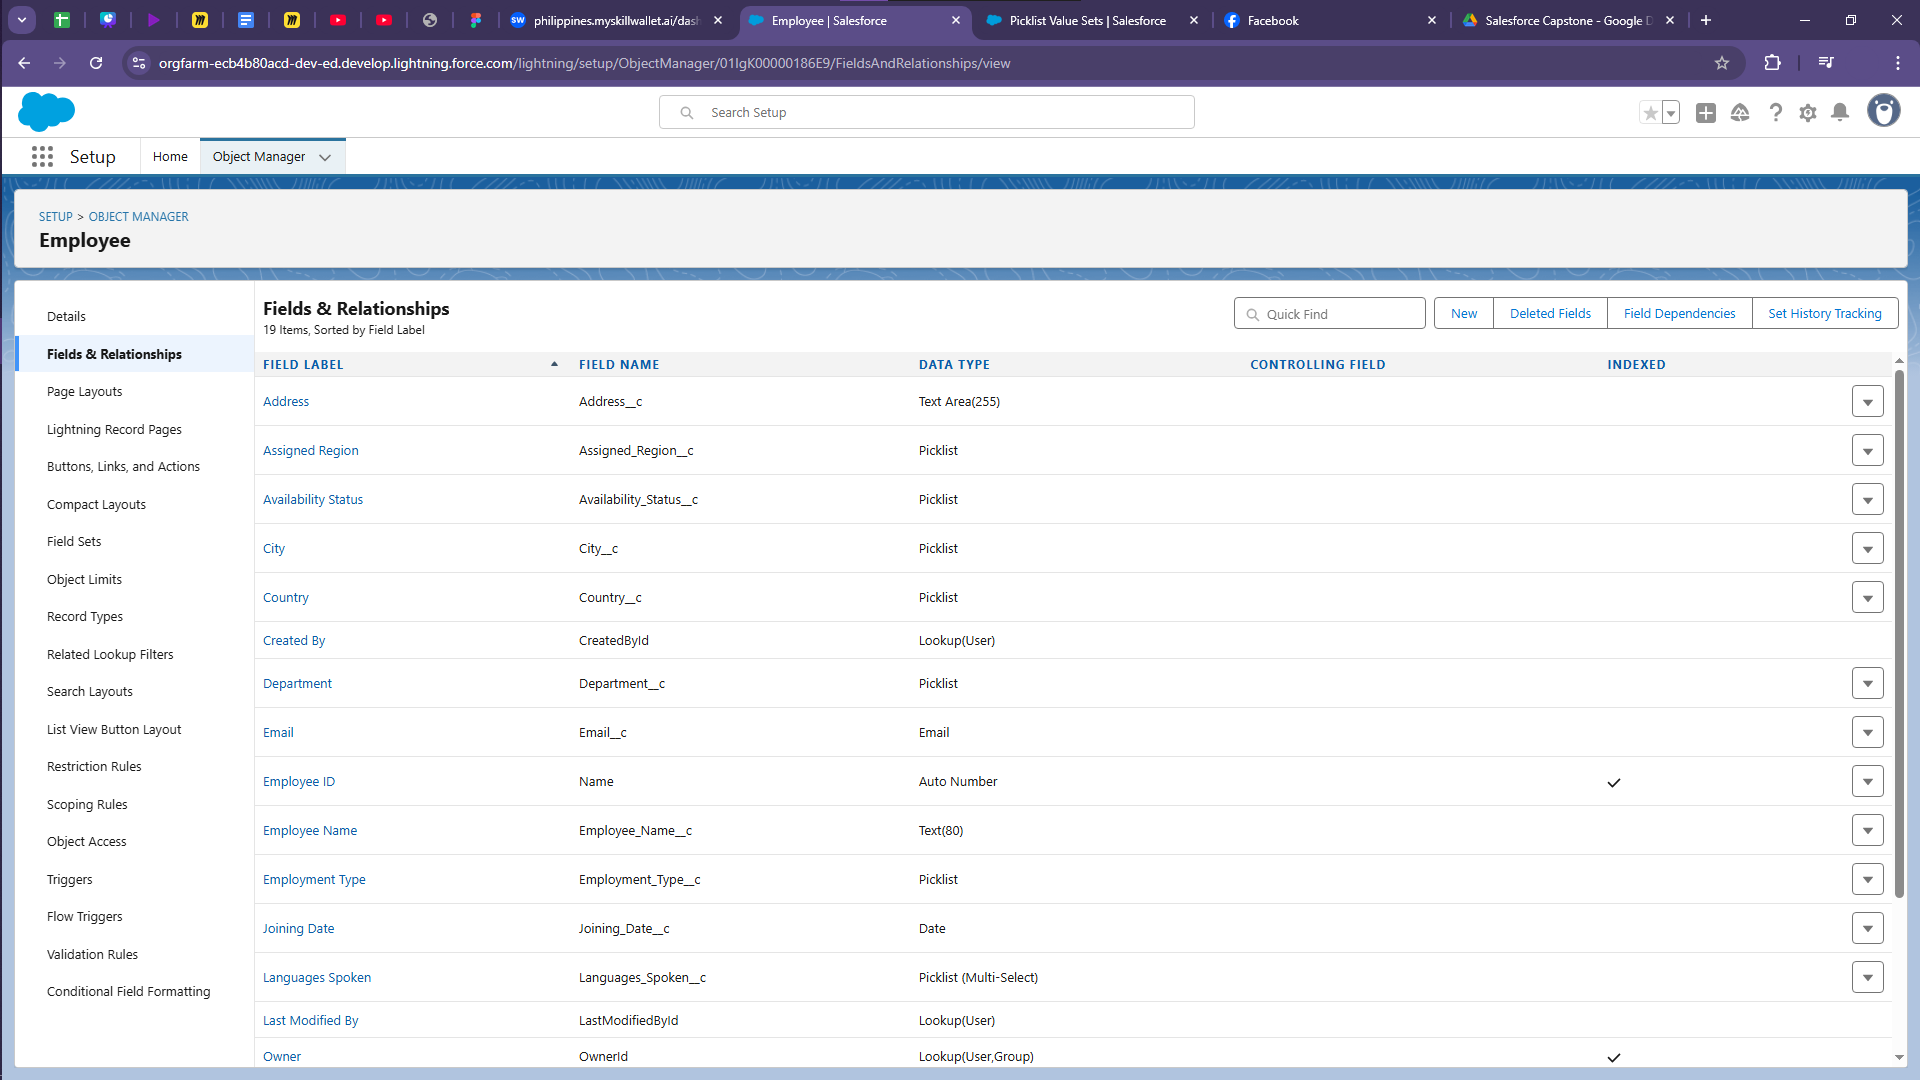 philippines.myskillwallet.ai/dash
Employee | Salesforce
Picklist Value Sets | Salesforce
Facebook
Salesforce Capstone - Google D
orgfarm-ecb4b80acd-dev-ed.develop.lightning.force.com/lightning/setup/ObjectManager/01IgK00000186E9/FieldsAndRelationships/view
Search Setup
Setup
Home
Object Manager
SETUP > OBJECT MANAGER
Employee
Details
Fields & Relationships
Page Layouts
Lightning Record Pages
Buttons, Links, and Actions
Compact Layouts
Field Sets
Object Limits
Record Types
Related Lookup Filters
Search Layouts
List View Button Layout
Restriction Rules
Scoping Rules
Object Access
Triggers
Flow Triggers
Validation Rules
Conditional Field Formatting
Fields & Relationships
19 Items, Sorted by Field Label
Quick Find
New
Deleted Fields
Field Dependencies
Set History Tracking
FIELD LABEL FIELD NAME DATA TYPE CONTROLLING FIELD INDEXED
Address Address__c Text Area(255)
Assigned Region Assigned_Region__c Picklist
Availability Status Availability_Status__c Picklist
City City__c Picklist
Country Country__c Picklist
Created By CreatedById Lookup(User)
Department Department__c Picklist
Email Email__c Email
Employee ID Name Auto Number
Employee Name Employee_Name__c Text(80)
Employment Type Employment_Type__c Picklist
Joining Date Joining_Date__c Date
Languages Spoken Languages_Spoken__c Picklist (Multi-Select)
Last Modified By LastModifiedById Lookup(User)
Owner OwnerId Lookup(User,Group)